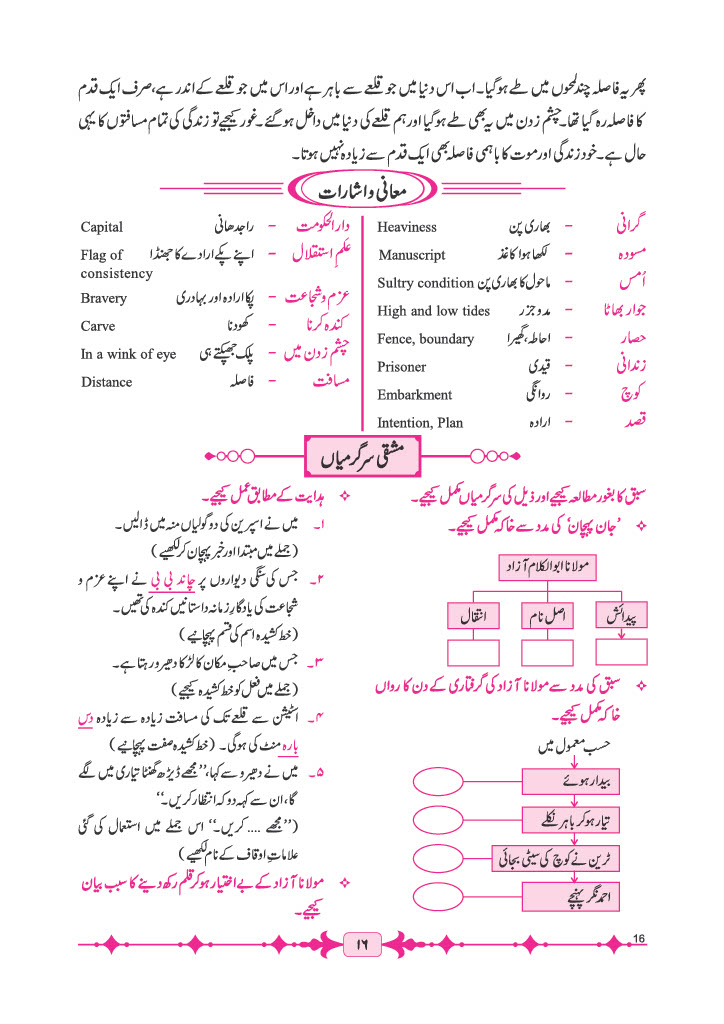 پھر یہ فاصلہ چند لمحوں میں طے ہوگیا۔ اب اس دنیا میں جو قلعے سے باہر ہے اور اس میں جو قلعے کے اندر ہے، صرف ایک قدم
کا فاصلہ رہ گیا تھا۔ چشم زدن میں یہ بھی طے ہوگیا اور ہم قلعے کی دنیا میں داخل ہوگئے۔ غور کیجیے تو زندگی کی تمام مسافتوں کا یہی
حال ہے۔ خود زندگی اور موت کا باہمی فاصلہ بھی ایک قدم سے زیادہ نہیں ہوتا۔
معانی و اشارات
گرانی – بھاری پن Heaviness
مسودہ – لکھا ہوا کاغذ Manuscript
اُمس – ماحول کا بھاری پن Sultry condition
جوار بھاٹا – مد و جزر High and low tides
حصار – احاطہ، گھیرا Fence, boundary
زندانی – قیدی Prisoner
کوچ – روانگی Embarkment
قصد – ارادہ Intention, Plan
دارالحکومت – راجدھانی Capital
عَلَمِ استقلال – اپنے پکے ارادے کا جھنڈا Flag of
consistency
عزم و شجاعت – پکا ارادہ اور بہادری Bravery
کندہ کرنا – کھودنا Carve
چشم زدن میں – پلک جھپکتے ہی In a wink of eye
مسافت – فاصلہ Distance
مشقی سرگرمیاں
سبق کا بغور مطالعہ کیجیے اور ذیل کی سرگرمیاں مکمل کیجیے۔
’جان پہچان‘ کی مدد سے خاکہ مکمل کیجیے۔
مولانا ابوالکلام آزاد
پیدائش اصل نام انتقال
سبق کی مدد سے مولانا آزاد کی گرفتاری کے دن کا رواں
خاکہ مکمل کیجیے۔
حسب معمول میں
بیدار ہوئے
تیار ہوکر باہر نکلے
ٹرین نے کوچ کی سیٹی بجائی
احمد نگر پہنچے
ہدایت کے مطابق عمل کیجیے۔
۱۔ میں نے اسپرین کی دو گولیاں منہ میں ڈالیں۔
(جملے میں مبتدا اور خبر پہچان کر لکھیے)
۲۔ جس کی سنگی دیواروں پر چاند بی بی نے اپنے عزم و
شجاعت کی یادگارِ زمانہ داستانیں کندہ کی تھیں۔
(خط کشیدہ اسم کی قسم پہچانیے)
۳۔ جس میں صاحبِ مکان کا لڑکا دھیرو رہتا ہے۔
(جملے میں فعل کو خط کشیدہ کیجیے)
۴۔ اسٹیشن سے قلعے تک کی مسافت زیادہ سے زیادہ دس
بارہ منٹ کی ہوگی۔ (خط کشیدہ صفت پہچانیے)
۵۔ میں نے دھیرو سے کہا، ”مجھے ڈیڑھ گھنٹا تیاری میں لگے
گا، ان سے کہہ دو کہ انتظار کریں۔“
(”مجھے .... کریں۔“ اس جملے میں استعمال کی گئی
علاماتِ اوقاف کے نام لکھیے)
مولانا آزاد کے بے اختیار ہوکر قلم رکھ دینے کا سبب بیان
کیجیے۔
۱۶
16